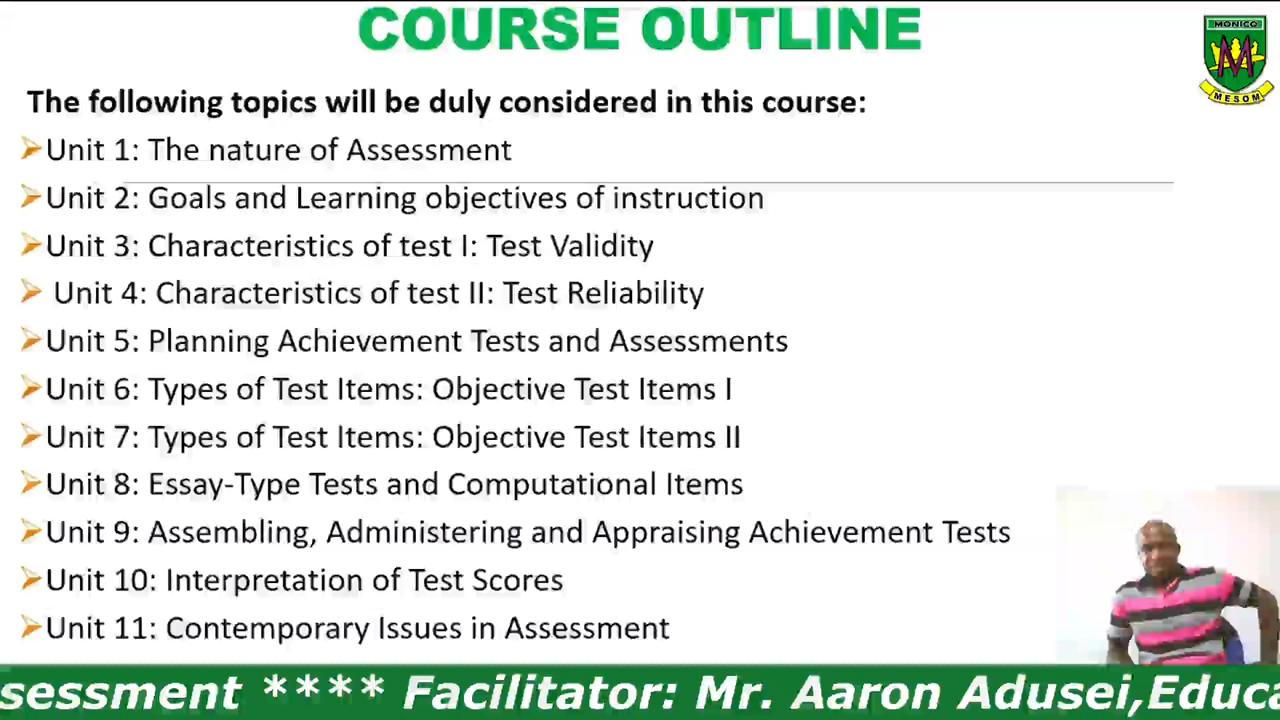 COURSE OUTLINE
MONICO
M
MESOM
The following topics will be duly considered in this course:
Unit 1: The nature of Assessment
Unit 2: Goals and Learning objectives of instruction
Unit 3: Characteristics of test I: Test Validity
Unit 4: Characteristics of test II: Test Reliability
Unit 5: Planning Achievement Tests and Assessments
Unit 6: Types of Test Items: Objective Test Items I
Unit 7: Types of Test Items: Objective Test Items II
Unit 8: Essay-Type Tests and Computational Items
Unit 9: Assembling, Administering and Appraising Achievement Tests
Unit 10: Interpretation of Test Scores
Unit 11: Contemporary Issues in Assessment
sessment **** Facilitator: Mr. Aaron Adusei,Educa